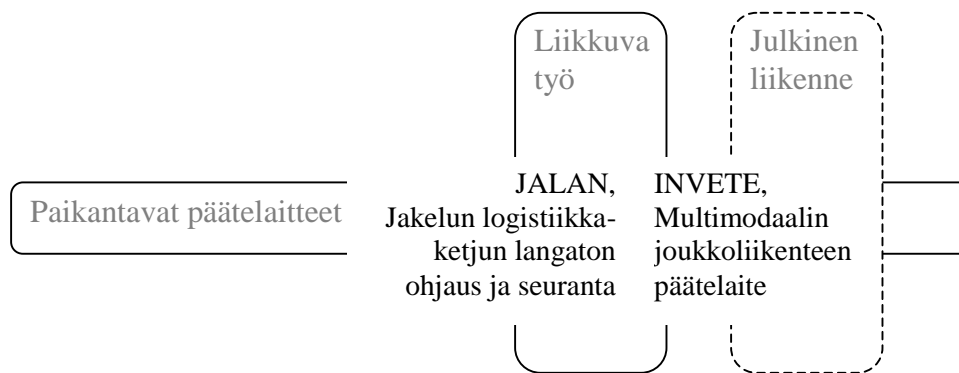 Liikkuva
työ
Julkinen
liikenne
Paikantavat päätelaitteet
JALAN,
Jakelun logistiikka-
ketjun langaton
ohjaus ja seuranta
INVETE,
Multimodaalin
joukkoliikenteen
päätelaite